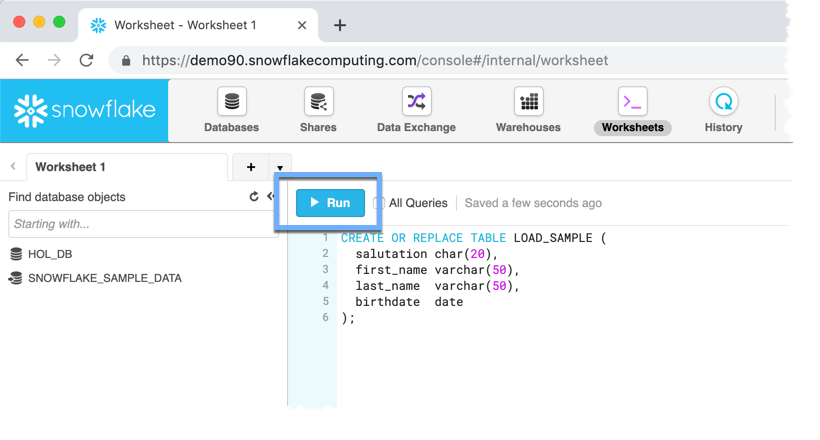 Worksheet - Worksheet 1
https://demo90.snowflakecomputing.com/console#/internal/worksheet
snowflake
Databases
Shares
Data Exchange
Warehouses
Worksheets
History
Worksheet 1
Find database objects
Starting with...
HOL_DB
SNOWFLAKE_SAMPLE_DATA
Run
All Queries
Saved a few seconds ago
1 CREATE OR REPLACE TABLE LOAD_SAMPLE (
2 salutation char(20),
3 first_name varchar(50),
4 last_name varchar(50),
5 birthdate date
6 );